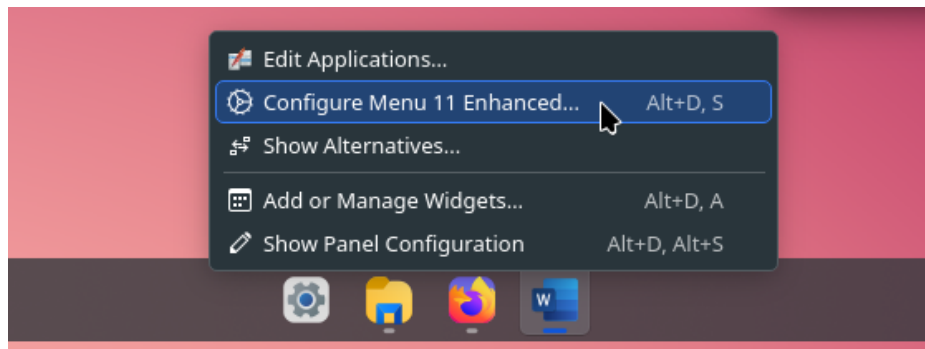 Edit Applications...
Configure Menu 11 Enhanced... Alt+D, S
Show Alternatives...
Add or Manage Widgets... Alt+D, A
Show Panel Configuration Alt+D, Alt+S
W